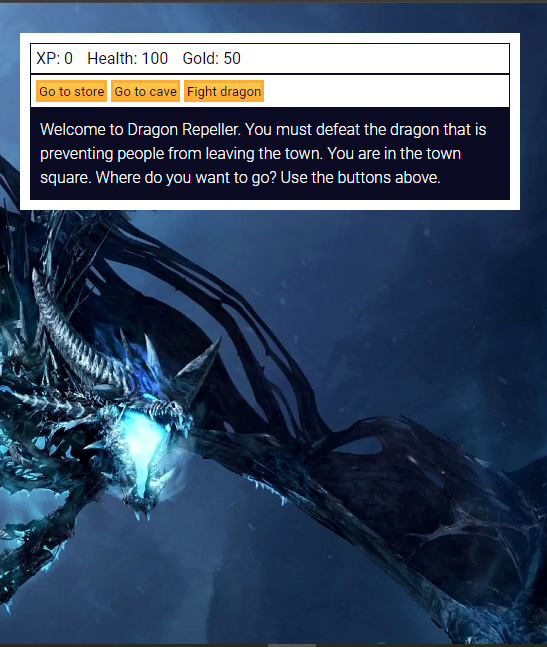 XP: 0 Health: 100 Gold: 50
Go to store Go to cave Fight dragon
Welcome to Dragon Repeller. You must defeat the dragon that is
preventing people from leaving the town. You are in the town
square. Where do you want to go? Use the buttons above.